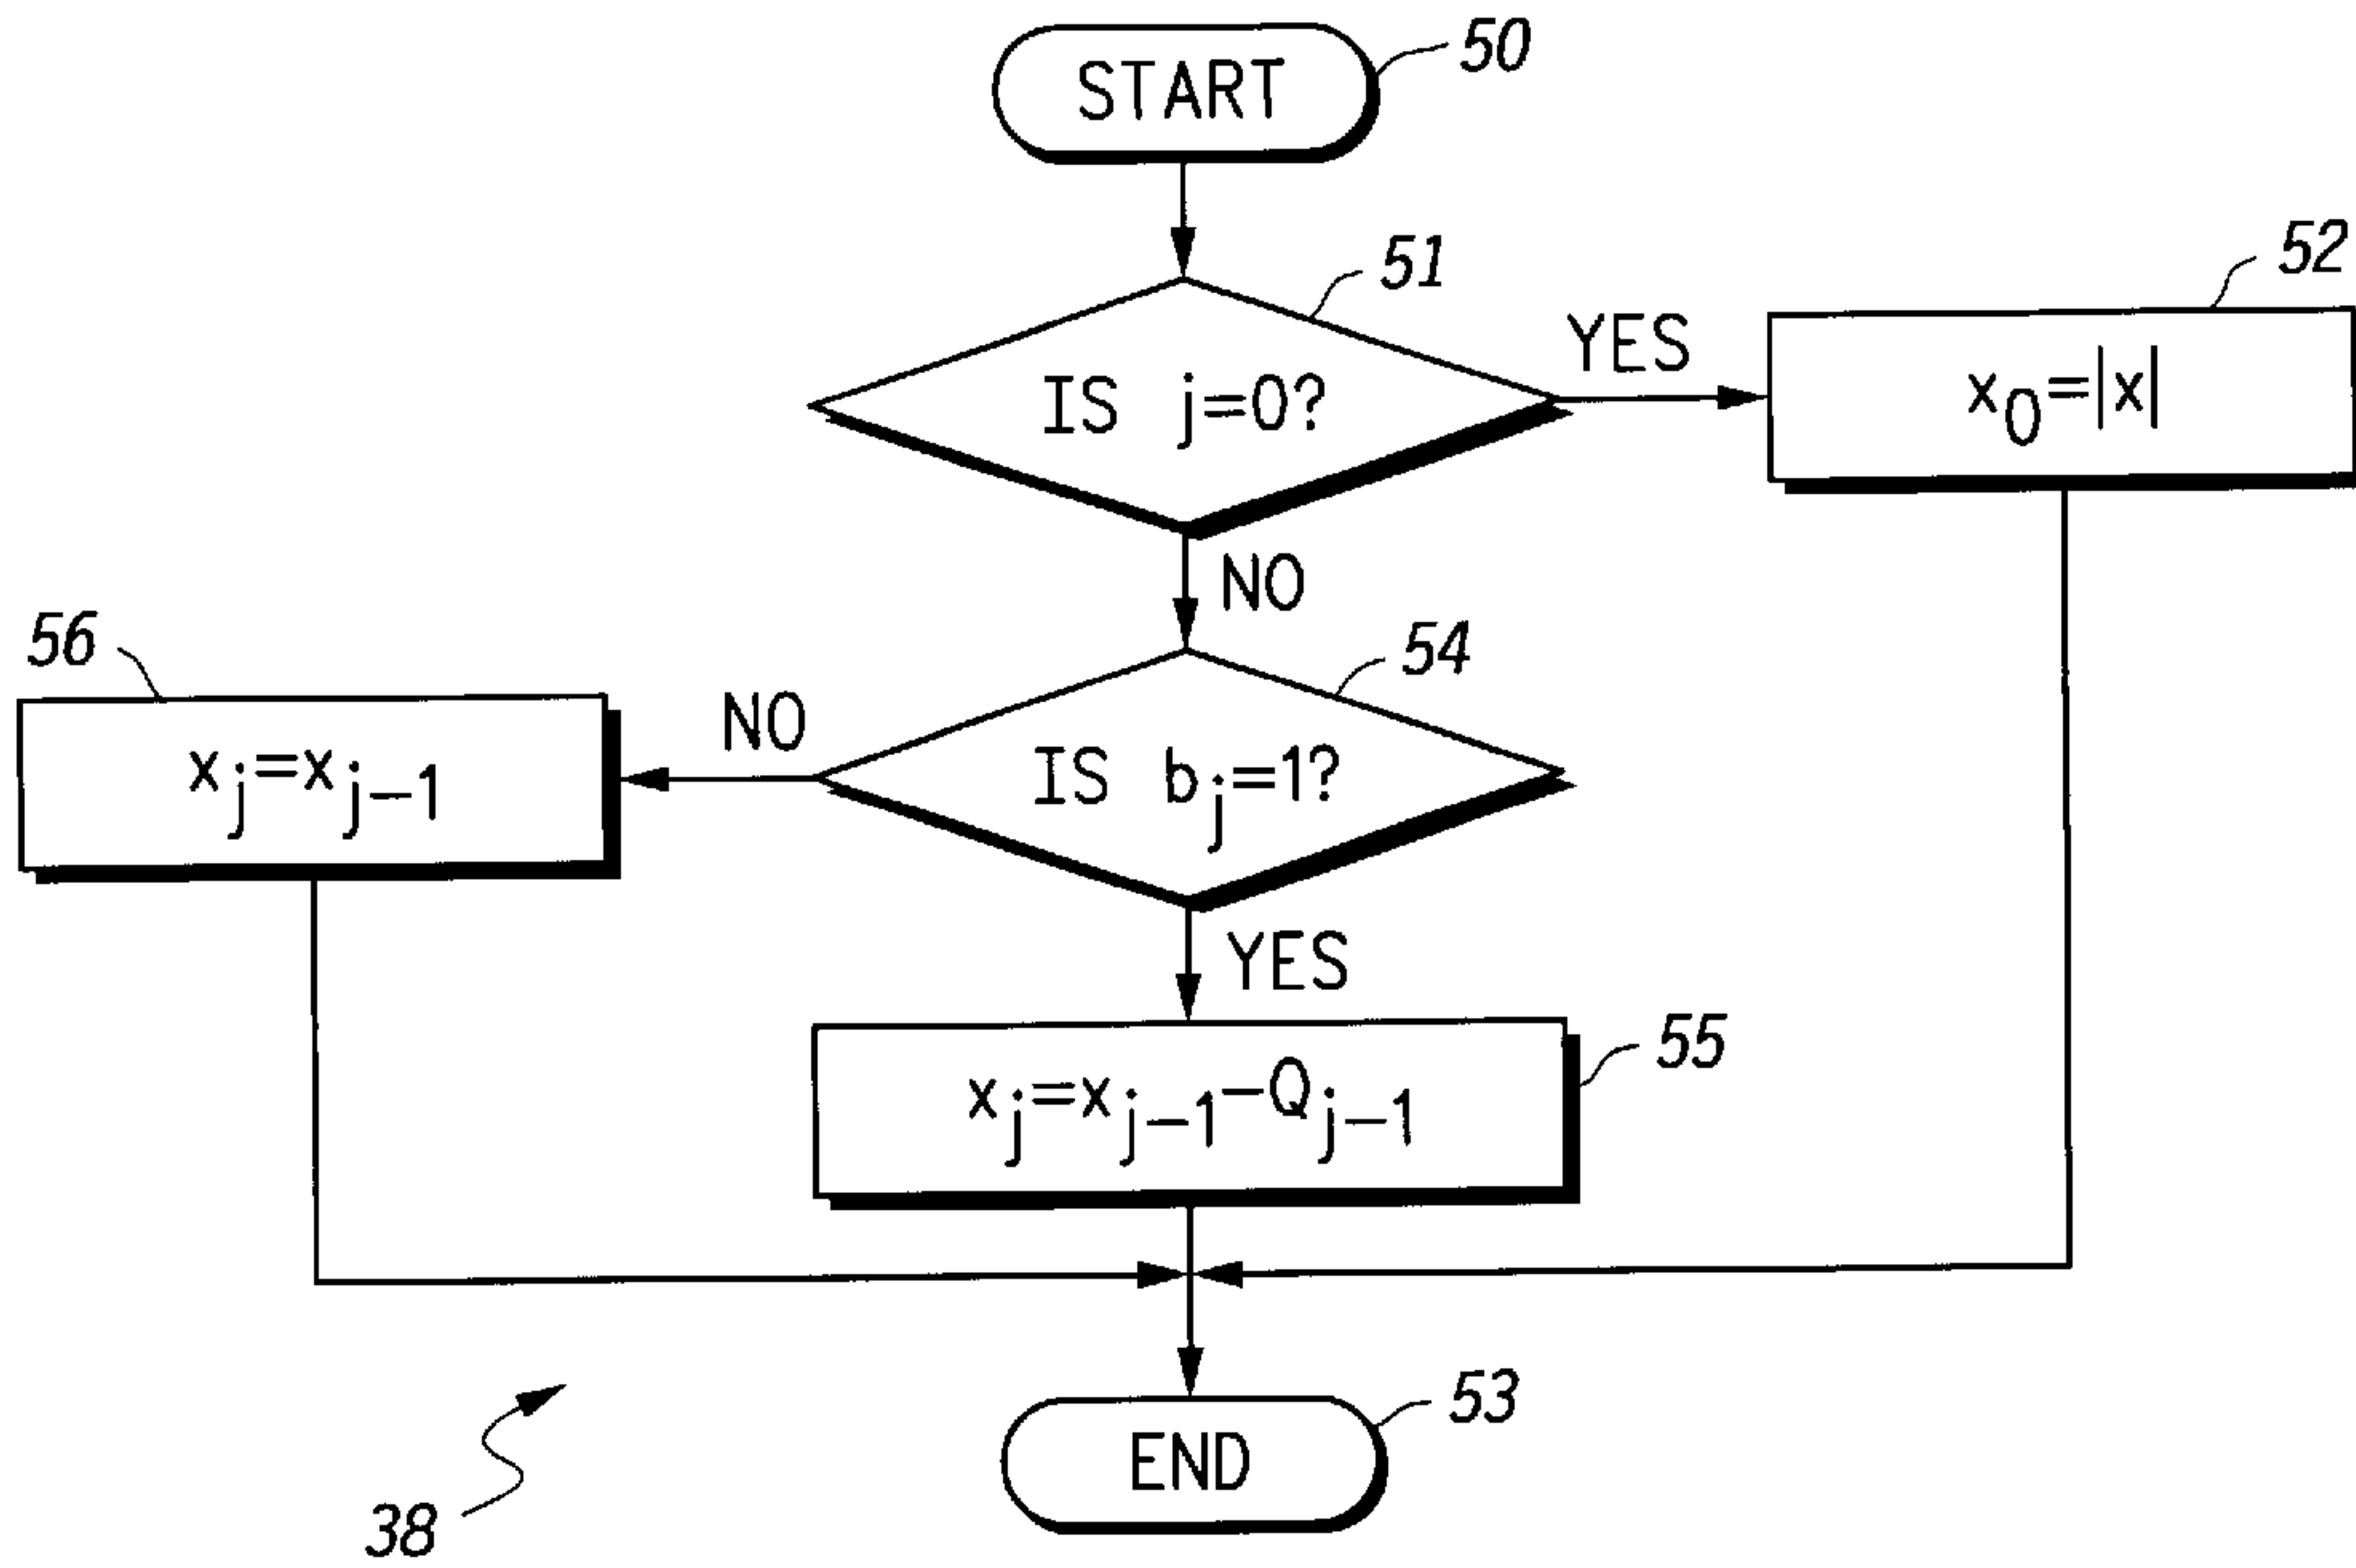 START
50
IS j=0?
51
YES
x₀=|x|
52
NO
IS bⱼ=1?
54
NO
xⱼ=xⱼ₋₁
56
YES
xⱼ=xⱼ₋₁-Qⱼ₋₁
55
END
53
38